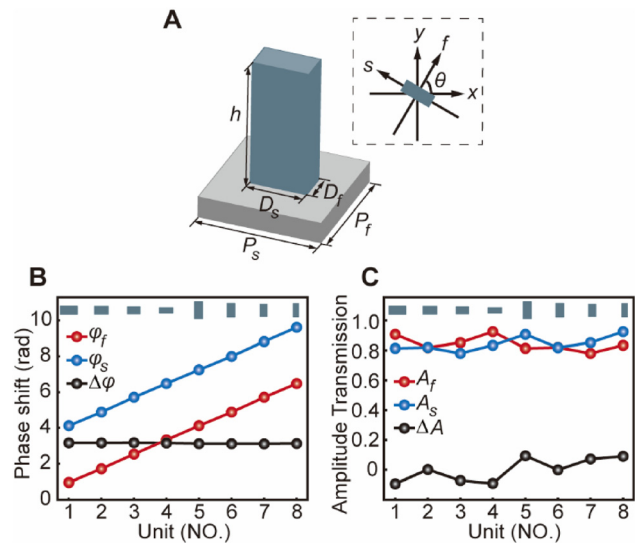 A
h
D_s
D_f
P_s
P_f
y
f
s
θ
x
B
Phase shift (rad)
10
8
6
4
2
0
φ_f
φ_s
Δφ
1 2 3 4 5 6 7 8
Unit (NO.)
C
Amplitude Transmission
1.0
0.8
0.6
0.4
0.2
0
A_f
A_s
ΔA
1 2 3 4 5 6 7 8
Unit (NO.)